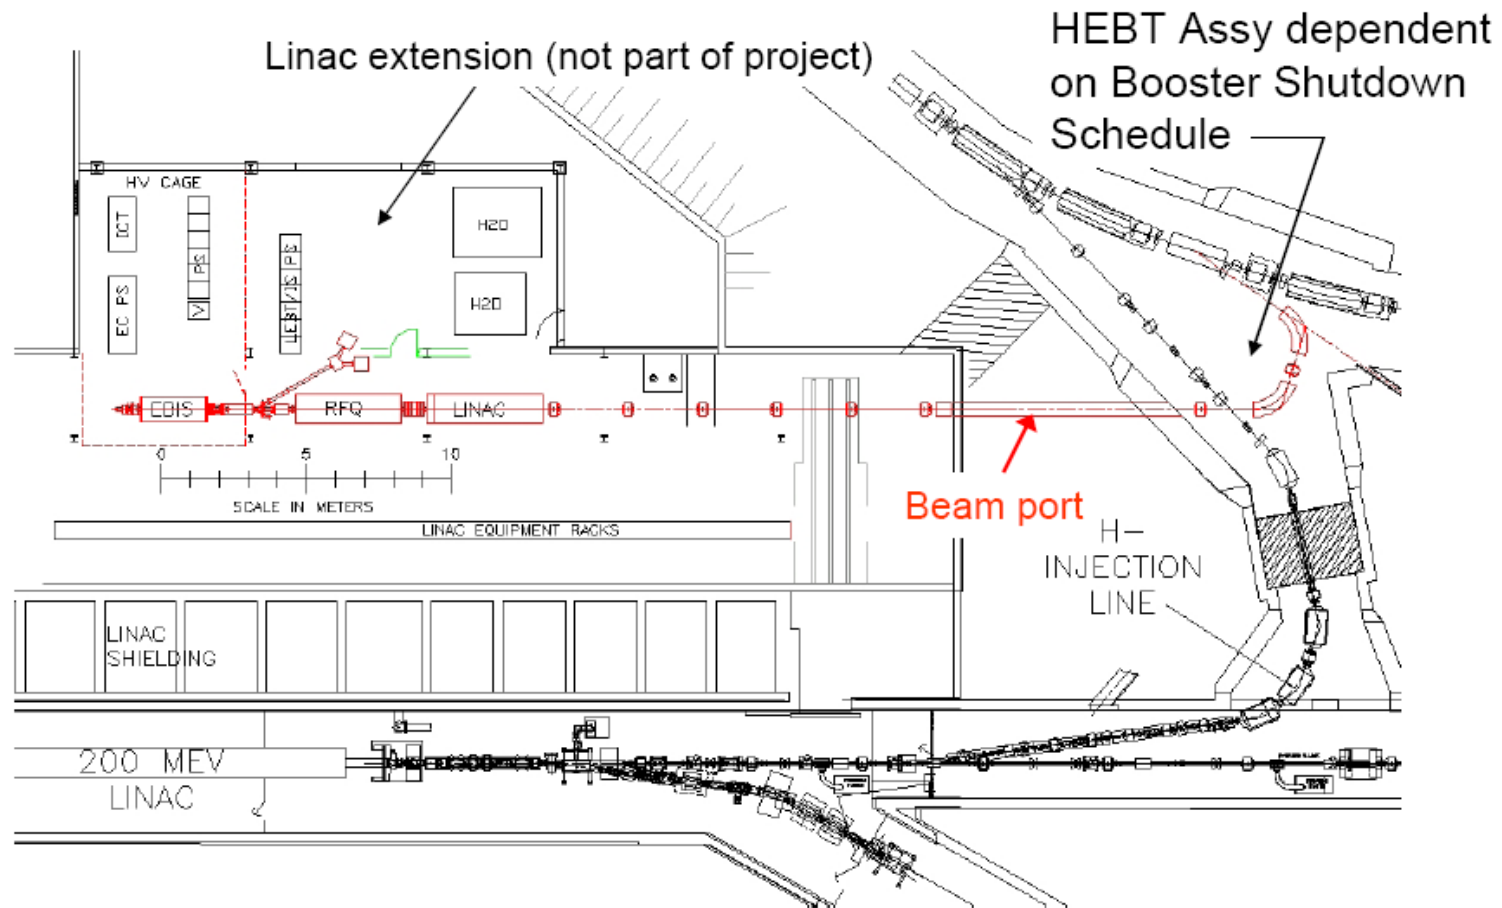 Linac extension (not part of project)
HEBT Assy dependent
on Booster Shutdown
Schedule
HV CAGE
ICT
PS
EC PS
LEBT/IS PS
H2O
H2O
EBIS
RFQ
LINAC
0 5 10
SCALE IN METERS
Beam port
LINAC EQUIPMENT RACKS
H-
INJECTION
LINE
LINAC
SHIELDING
200 MEV
LINAC